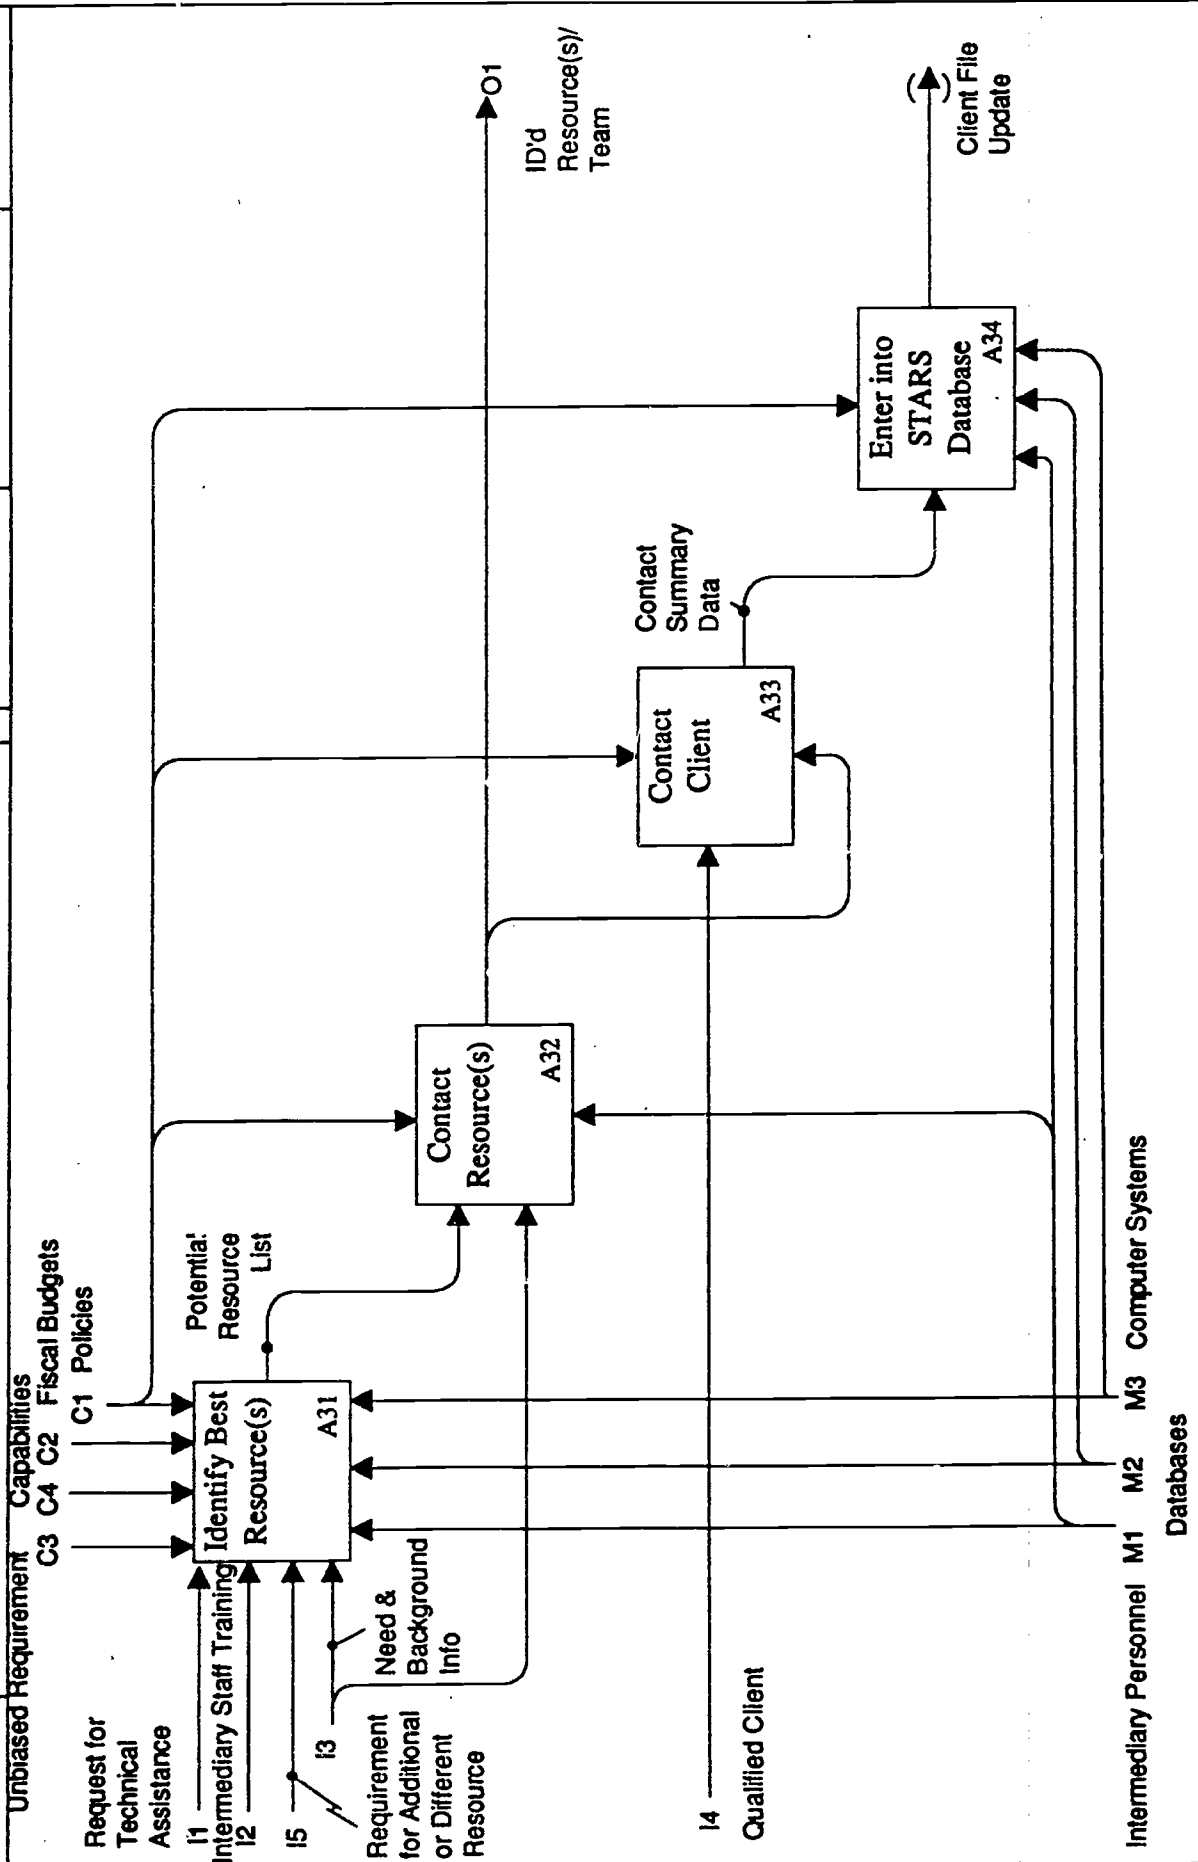 Unbiased Requirement
Capabilities
Fiscal Budgets
C3
C4
C2
C1 Policies
Request for
Technical
Assistance
I1
Intermediary Staff Training
I2
I5
I3
Requirement
for Additional
or Different
Resource
Need &
Background
Info
Identify Best
Resource(s)
A31
Potential
Resource
List
Contact
Resource(s)
A32
ID'd
Resource(s)/
Team
O1
I4
Qualified Client
Contact
Client
A33
Contact
Summary
Data
Enter into
STARS
Database
A34
( )
Client File
Update
Intermediary Personnel
M1
M2
M3
Computer Systems
Databases